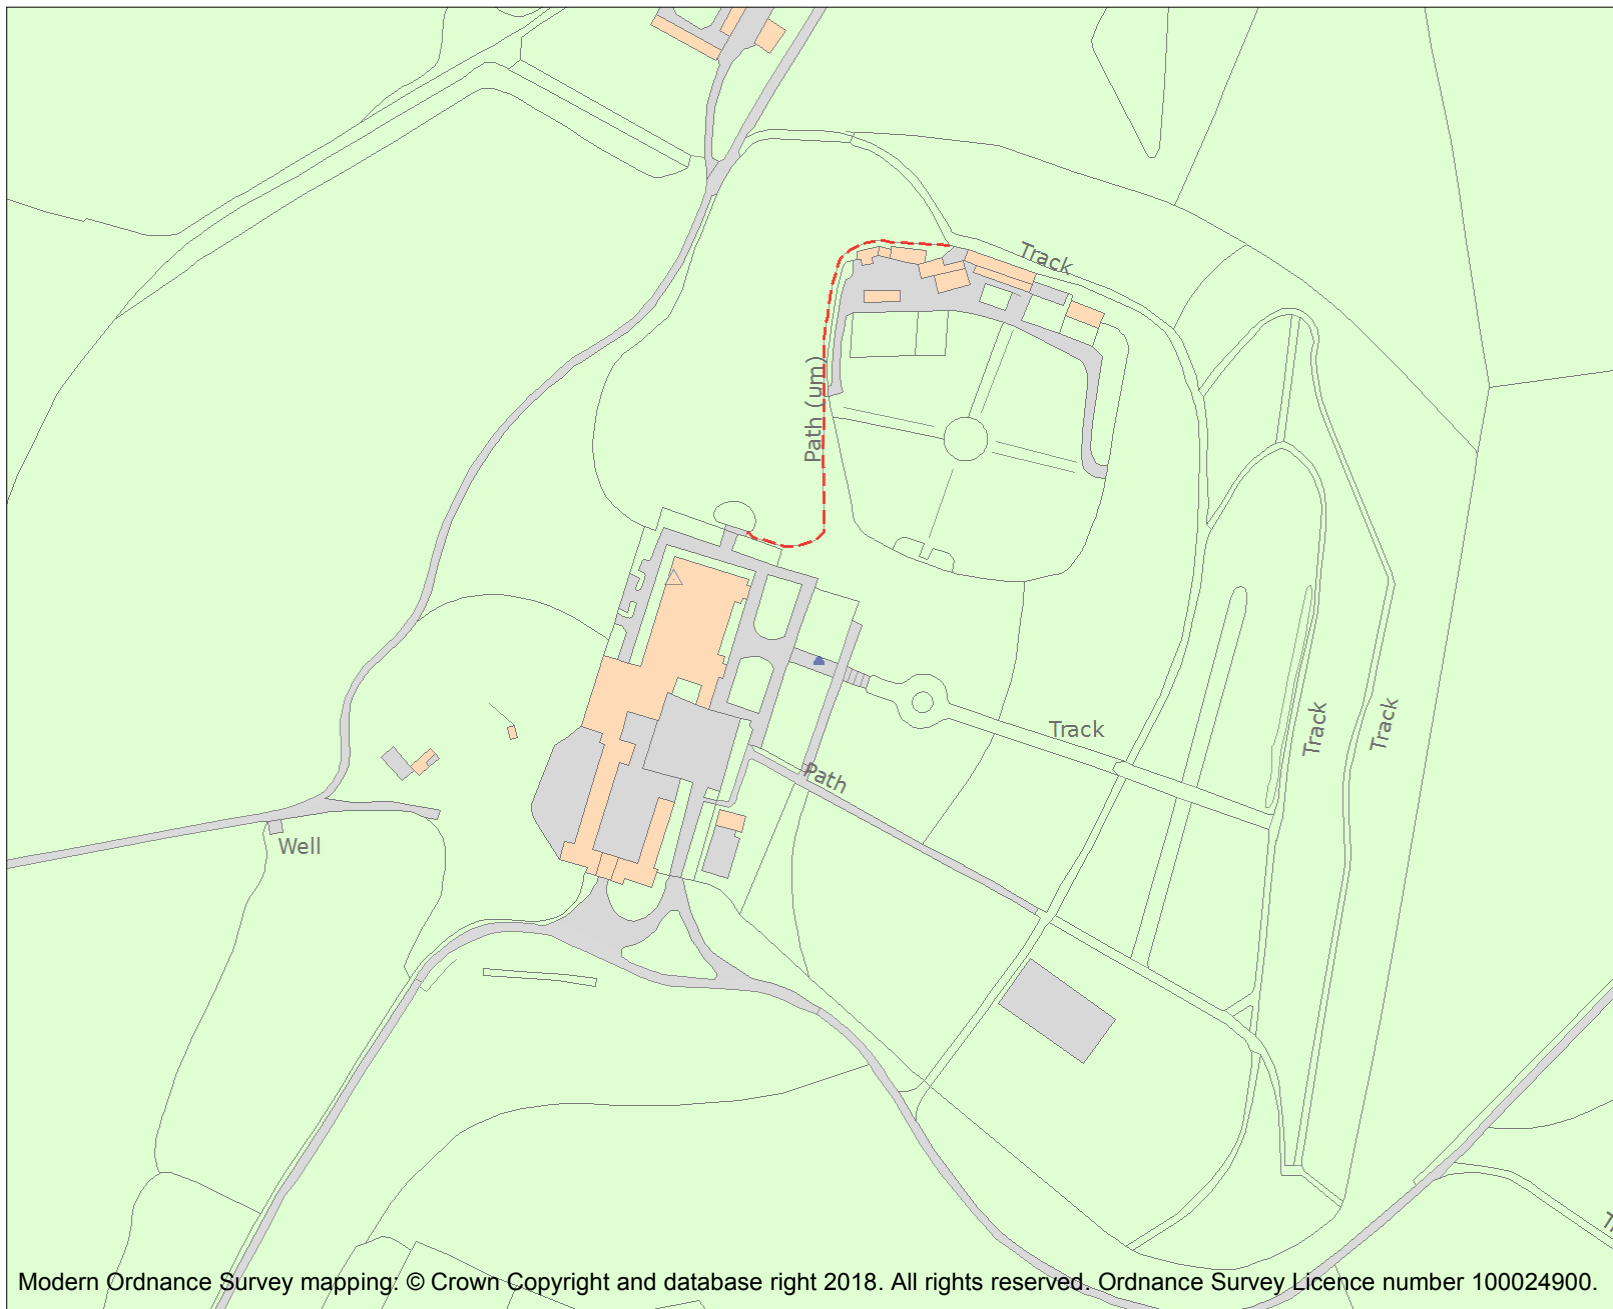 Track
Path (um)
Track
Track
Track
Path
Well
Modern Ordnance Survey mapping: © Crown Copyright and database right 2018. All rights reserved. Ordnance Survey Licence number 100024900.